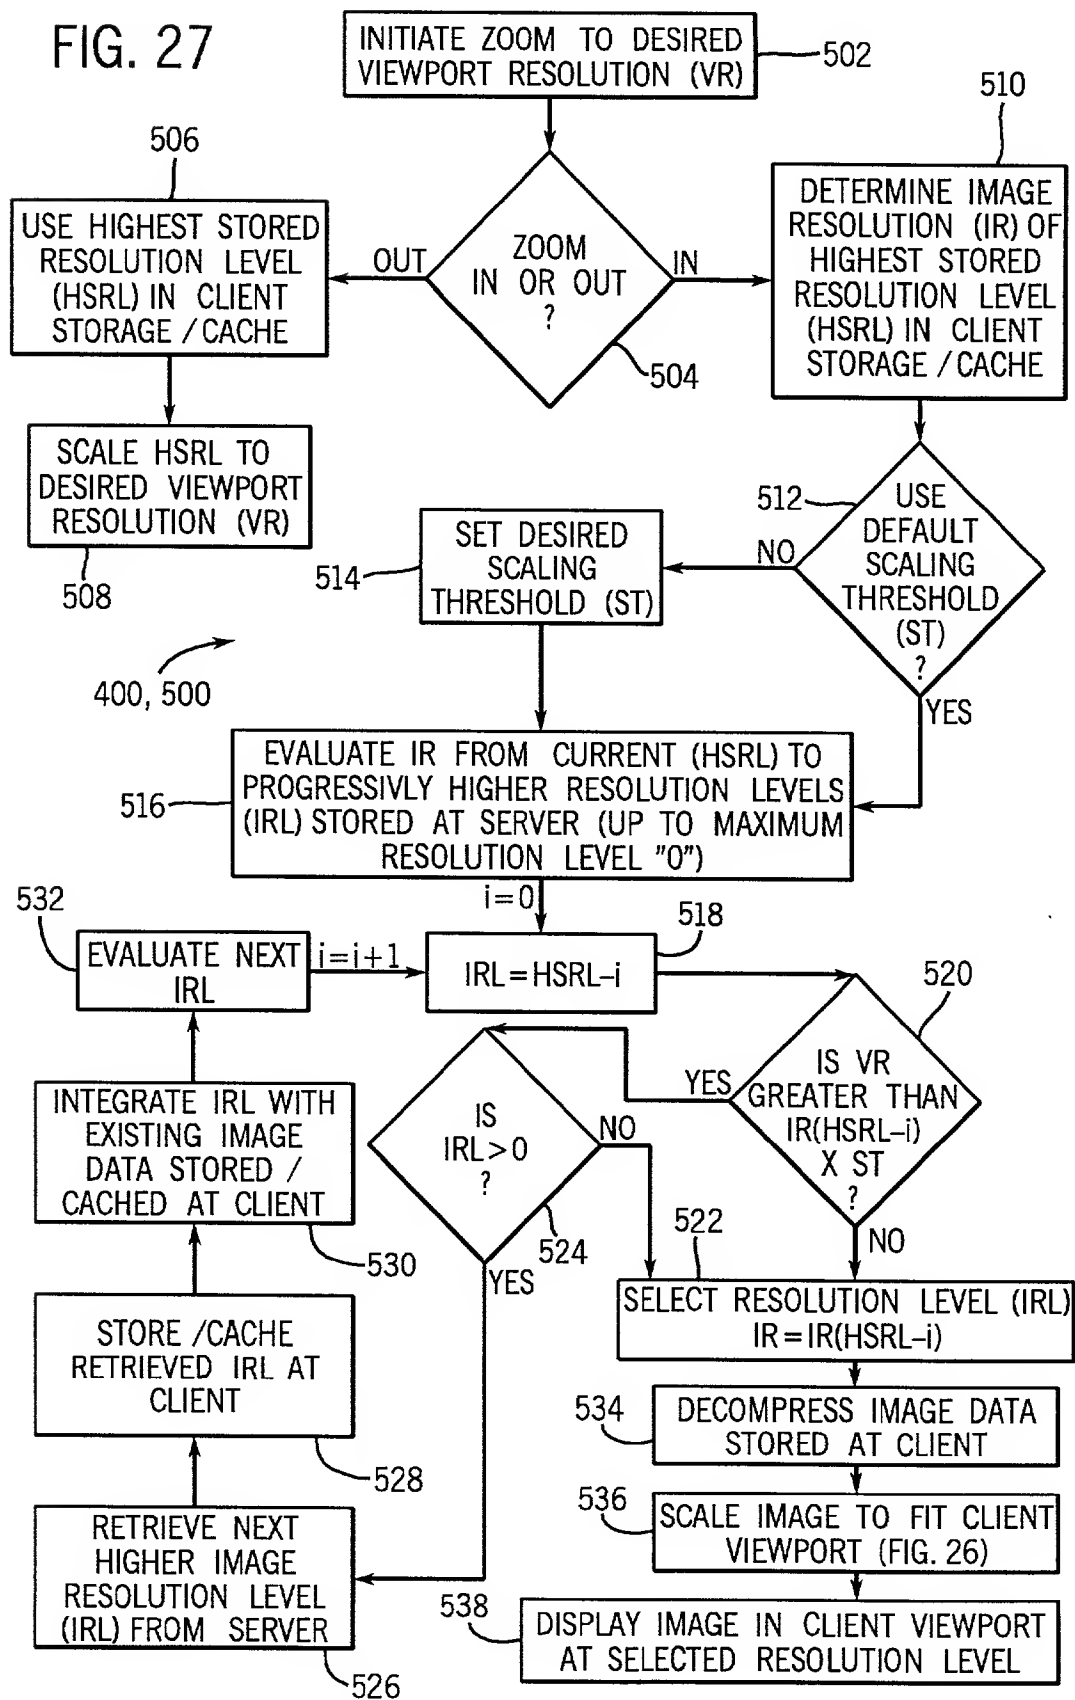 FIG. 27
INITIATE ZOOM TO DESIRED
VIEWPORT RESOLUTION (VR)
502
510
506
USE HIGHEST STORED
RESOLUTION LEVEL
(HSRL) IN CLIENT
STORAGE / CACHE
OUT
ZOOM
IN OR OUT
?
IN
504
DETERMINE IMAGE
RESOLUTION (IR) OF
HIGHEST STORED
RESOLUTION LEVEL
(HSRL) IN CLIENT
STORAGE / CACHE
SCALE HSRL TO
DESIRED VIEWPORT
RESOLUTION (VR)
508
512
USE
DEFAULT
SCALING
THRESHOLD
(ST)
?
NO
YES
514
SET DESIRED
SCALING
THRESHOLD (ST)
400, 500
516
EVALUATE IR FROM CURRENT (HSRL) TO
PROGRESSIVLY HIGHER RESOLUTION LEVELS
(IRL) STORED AT SERVER (UP TO MAXIMUM
RESOLUTION LEVEL "0")
i=0
532
EVALUATE NEXT
IRL
i=i+1
518
IRL=HSRL–i
520
IS VR
GREATER THAN
IR(HSRL–i)
X ST
?
YES
NO
IS
IRL>0
?
NO
524
YES
INTEGRATE IRL WITH
EXISTING IMAGE
DATA STORED /
CACHED AT CLIENT
530
522
SELECT RESOLUTION LEVEL (IRL)
IR=IR(HSRL–i)
STORE /CACHE
RETRIEVED IRL AT
CLIENT
528
534
DECOMPRESS IMAGE DATA
STORED AT CLIENT
536
SCALE IMAGE TO FIT CLIENT
VIEWPORT (FIG. 26)
RETRIEVE NEXT
HIGHER IMAGE
RESOLUTION LEVEL
(IRL) FROM SERVER
526
538
DISPLAY IMAGE IN CLIENT VIEWPORT
AT SELECTED RESOLUTION LEVEL